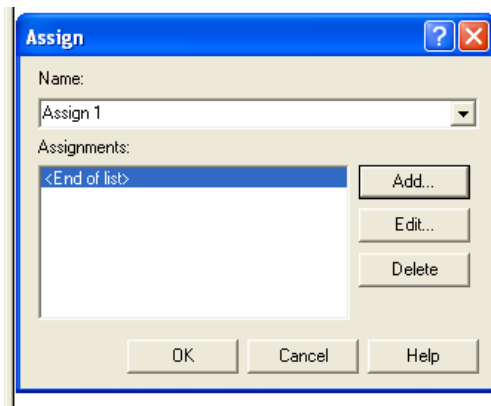 Assign
Name:
Assign 1
Assignments:
<End of list>
Add...
Edit...
Delete
OK Cancel Help